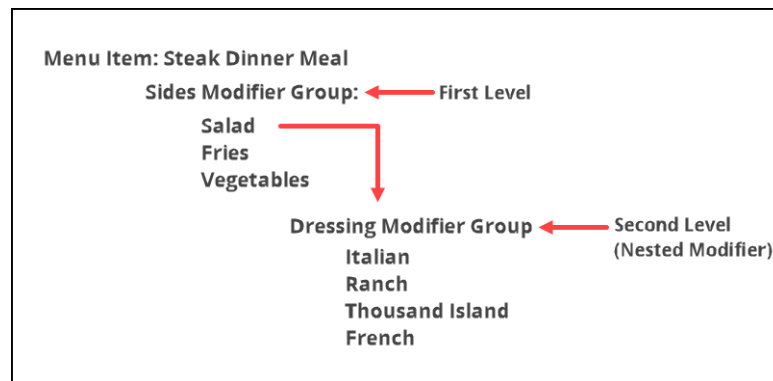 Menu Item: Steak Dinner Meal
Sides Modifier Group:
First Level
Salad
Fries
Vegetables
Dressing Modifier Group
Second Level
(Nested Modifier)
Italian
Ranch
Thousand Island
French